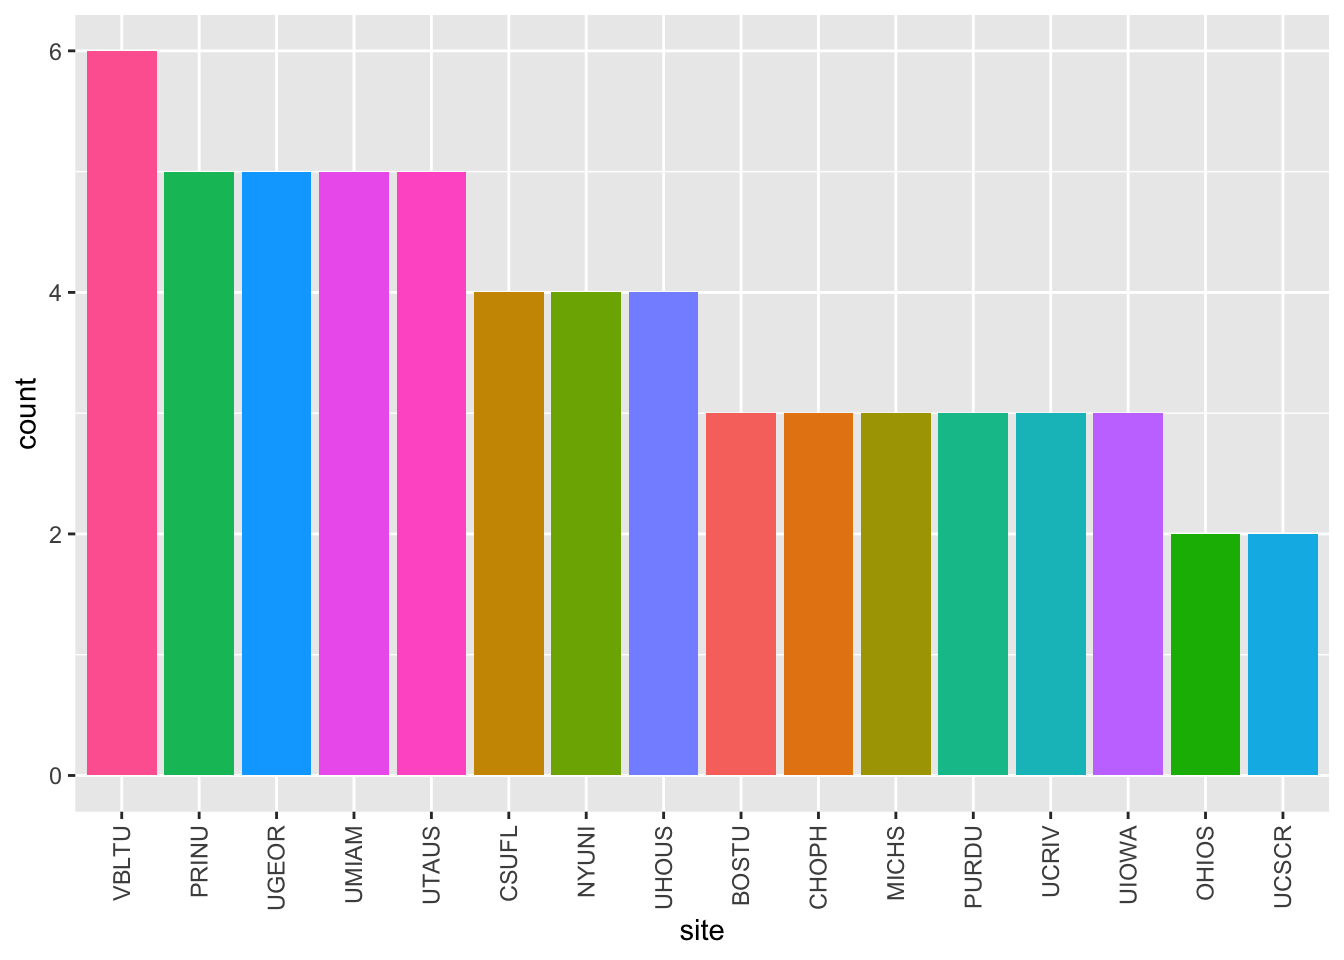 6
4
2
0
count
VBLTU
PRINU
UGEOR
UMIAM
UTAUS
CSUFL
NYUNI
UHOUS
BOSTU
CHOPH
MICHS
PURDU
UCRIV
UIOWA
OHIOS
UCSCR
site